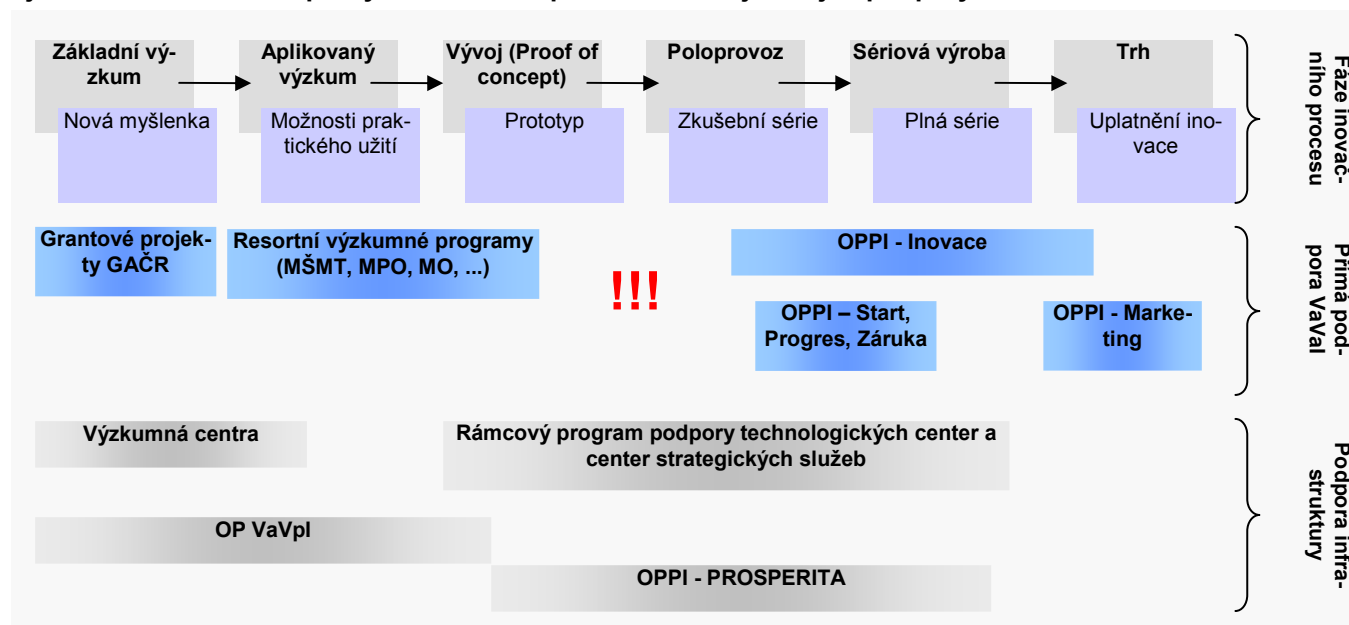 Základní vý-
zkum
Aplikovaný
výzkum
Vývoj (Proof of
concept)
Poloprovoz
Sériová výroba
Trh
Nová myšlenka
Možnosti prak-
tického užití
Prototyp
Zkušební série
Plná série
Uplatnění ino-
vace
Fáze inovač-
ního procesu
Grantové projek-
ty GAČR
Resortní výzkumné programy
(MŠMT, MPO, MO, ...)
!!!
OPPI - Inovace
OPPI – Start,
Progres, Záruka
OPPI - Marke-
ting
Přímá pod-
pora VaVaI
Výzkumná centra
Rámcový program podpory technologických center a
center strategických služeb
OP VaVpI
OPPI - PROSPERITA
Podpora infra-
struktury